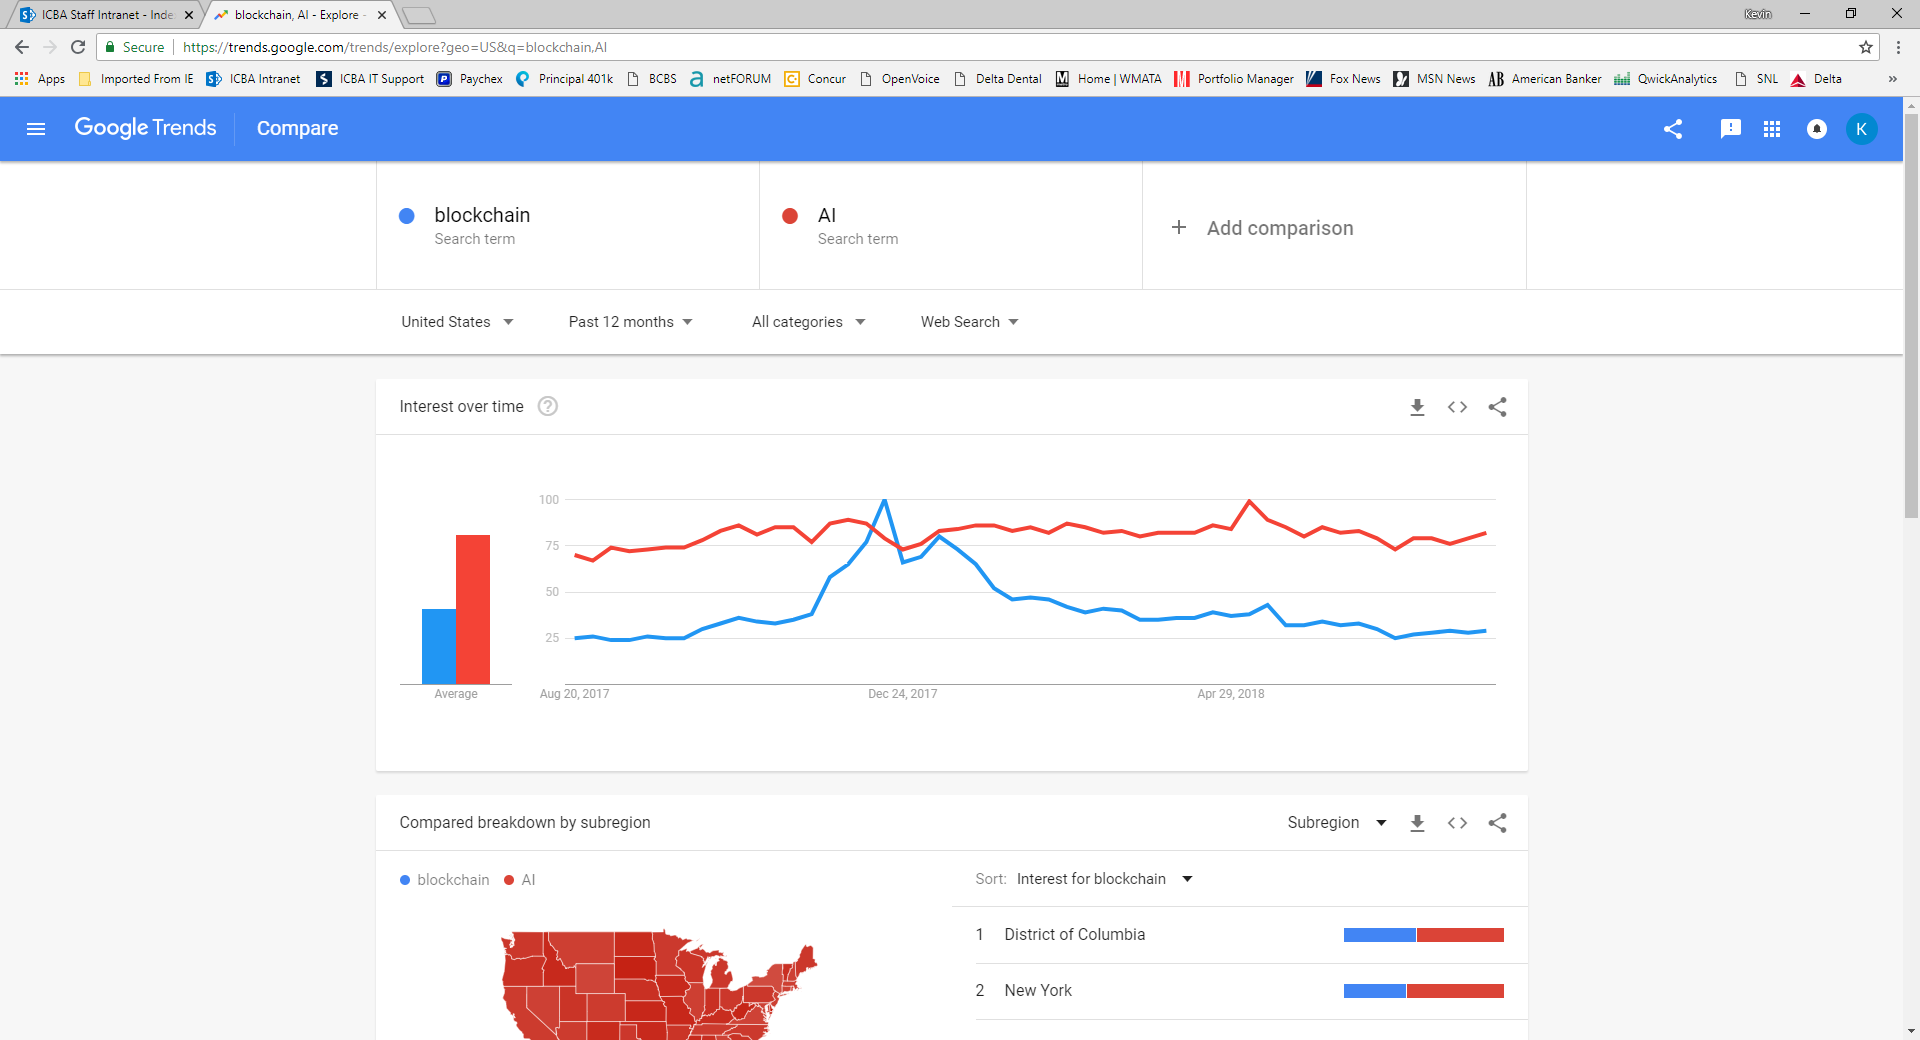 ICBA Staff Intranet - Inde
blockchain, AI - Explore -
Kevin
Secure
https://trends.google.com/trends/explore?geo=US&q=blockchain,AI
Apps Imported From IE ICBA Intranet ICBA IT Support Paychex Principal 401k BCBS netFORUM Concur OpenVoice Delta Dental Home | WMATA Portfolio Manager Fox News MSN News American Banker QwickAnalytics SNL Delta »
Google Trends Compare
K
blockchain
Search term
AI
Search term
+ Add comparison
United States Past 12 months All categories Web Search
Interest over time ?
100
75
50
25
Average
Aug 20, 2017 Dec 24, 2017 Apr 29, 2018
Compared breakdown by subregion
Subregion
blockchain AI
Sort: Interest for blockchain
1 District of Columbia
2 New York